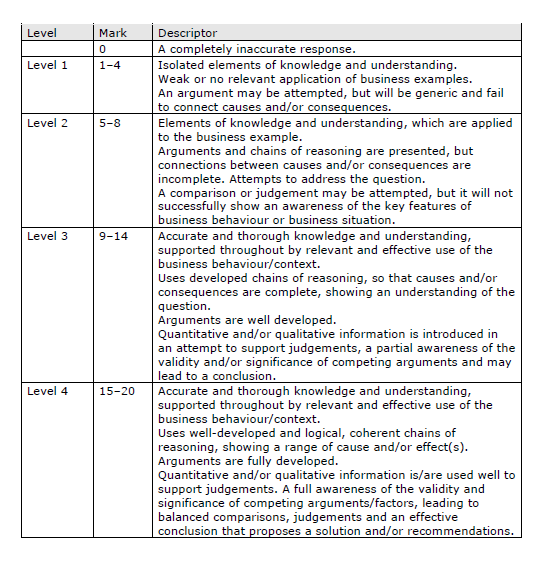 Level Mark Descriptor
0 A completely inaccurate response.
Level 1 1–4 Isolated elements of knowledge and understanding.
Weak or no relevant application of business examples.
An argument may be attempted, but will be generic and fail
to connect causes and/or consequences.
Level 2 5–8 Elements of knowledge and understanding, which are applied
to the business example.
Arguments and chains of reasoning are presented, but
connections between causes and/or consequences are
incomplete. Attempts to address the question.
A comparison or judgement may be attempted, but it will not
successfully show an awareness of the key features of
business behaviour or business situation.
Level 3 9–14 Accurate and thorough knowledge and understanding,
supported throughout by relevant and effective use of the
business behaviour/context.
Uses developed chains of reasoning, so that causes and/or
consequences are complete, showing an understanding of the
question.
Arguments are well developed.
Quantitative and/or qualitative information is introduced in
an attempt to support judgements, a partial awareness of the
validity and/or significance of competing arguments and may
lead to a conclusion.
Level 4 15–20 Accurate and thorough knowledge and understanding,
supported throughout by relevant and effective use of the
business behaviour/context.
Uses well-developed and logical, coherent chains of
reasoning, showing a range of cause and/or effect(s).
Arguments are fully developed.
Quantitative and/or qualitative information is/are used well to
support judgements. A full awareness of the validity and
significance of competing arguments/factors, leading to
balanced comparisons, judgements and an effective
conclusion that proposes a solution and/or recommendations.